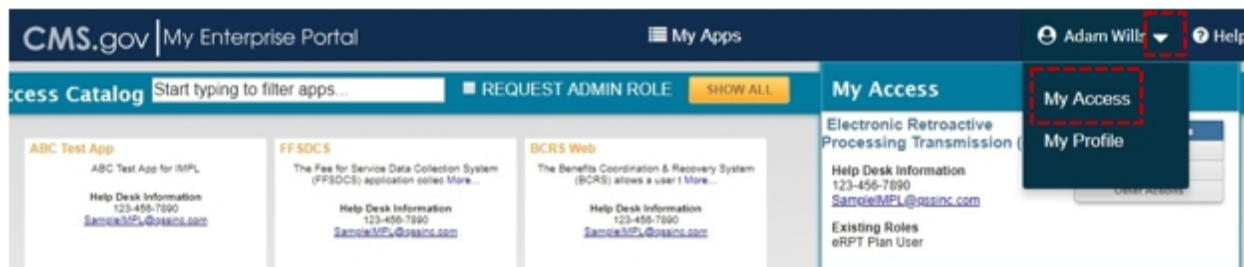 CMS.gov My Enterprise Portal
My Apps
Adam Wills
Help
ccess Catalog
Start typing to filter apps...
REQUEST ADMIN ROLE
SHOW ALL
My Access
My Access
My Profile
ABC Test App
ABC Test App for IMPL
Help Desk Information
123-456-7890
SampleIMPL@qssinc.com
FFSDCS
The Fee for Service Data Collection System
(FFSDCS) application collec More...
Help Desk Information
123-456-7890
SampleIMPL@qssinc.com
BCRS Web
The Benefits Coordination & Recovery System
(BCRS) allows a user t More...
Help Desk Information
123-456-7890
SampleIMPL@qssinc.com
Electronic Retroactive
Processing Transmission (
Help Desk Information
123-456-7890
SampleIMPL@qssinc.com
Existing Roles
eRPT Plan User
Other Actions